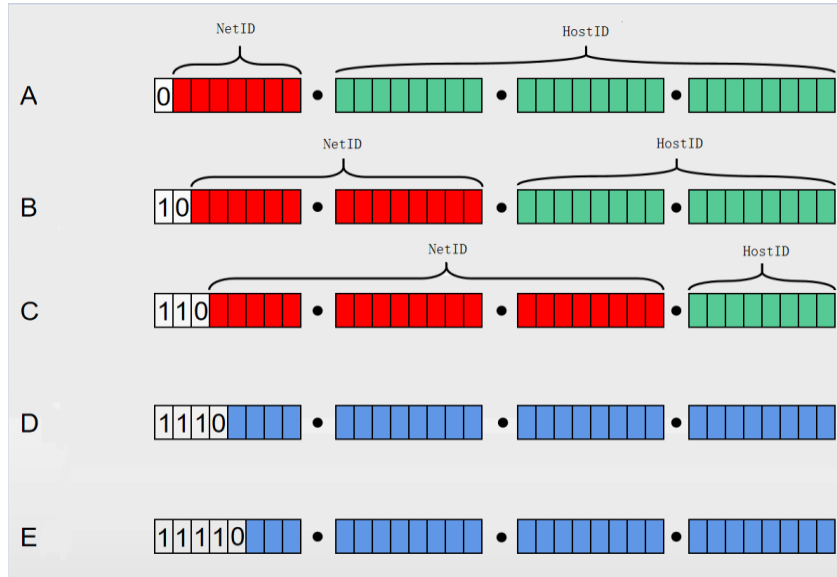 NetID HostID
A 0
NetID HostID
B 10
NetID HostID
C 110
D 1110
E 11110